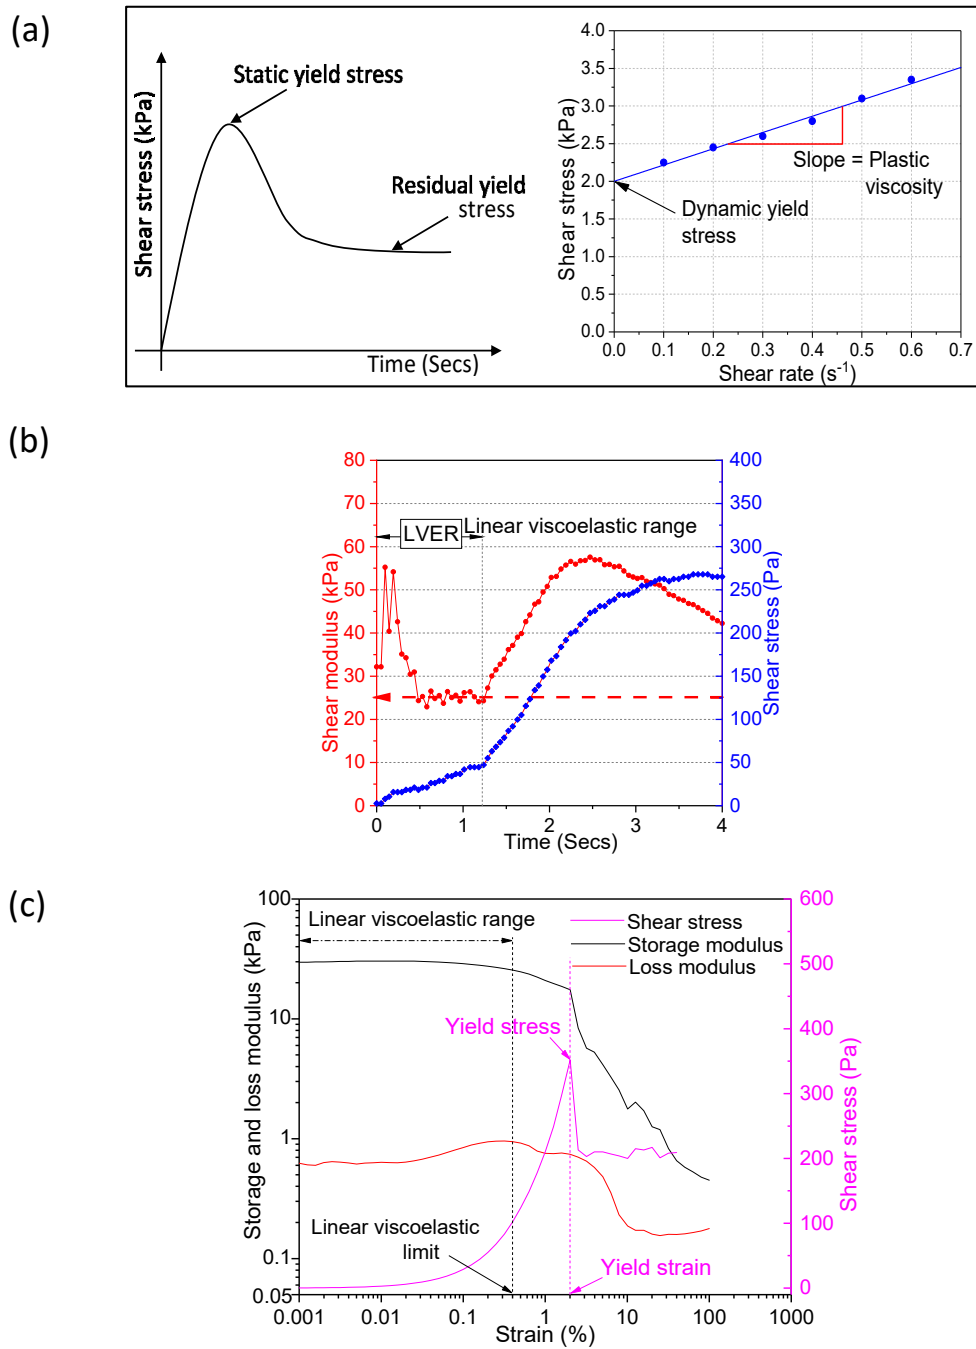 (a)
Static yield stress
Residual yield
stress
Shear stress (kPa)
Time (Secs)
4.0
3.5
3.0
2.5
2.0
1.5
1.0
0.5
0.0
Shear stress (kPa)
Slope = Plastic
viscosity
Dynamic yield
stress
0.0 0.1 0.2 0.3 0.4 0.5 0.6 0.7
Shear rate (s-1)
(b)
80
70
60
50
40
30
20
10
0
Shear modulus (kPa)
LVER
Linear viscoelastic range
400
350
300
250
200
150
100
50
0
Shear stress (Pa)
0 1 2 3 4
Time (Secs)
(c)
100
10
1
0.1
0.05
Storage and loss modulus (kPa)
Linear viscoelastic range
Shear stress
Storage modulus
Loss modulus
Yield stress
Linear viscoelastic
limit
Yield strain
600
500
400
300
200
100
0
Shear stress (Pa)
0.001 0.01 0.1 1 10 100 1000
Strain (%)